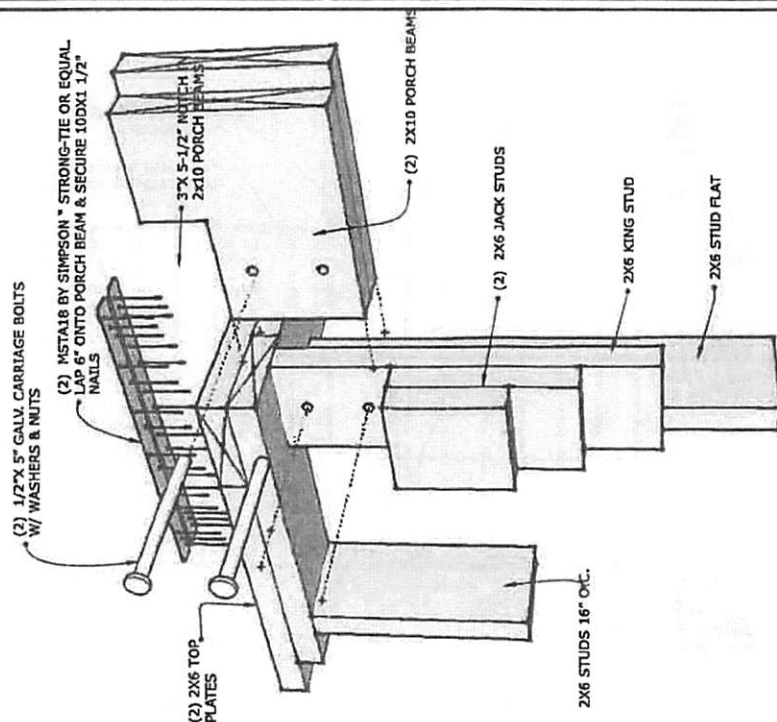 (2) 1/2"X 5" GALV. CARRIAGE BOLTS
W/ WASHERS & NUTS
(2) MSTA18 BY SIMPSON " STRONG-TIE OR EQUAL.
LAP 6" ONTO PORCH BEAM & SECURE 10DX1 1/2"
NAILS
3"X 5-1/2" NOTCH IN
2x10 PORCH BEAMS
(2) 2X10 PORCH BEAMS
(2) 2X6 JACK STUDS
2X6 KING STUD
2X6 STUD FLAT
(2) 2X6 TOP
PLATES
2X6 STUDS 16" O.C.